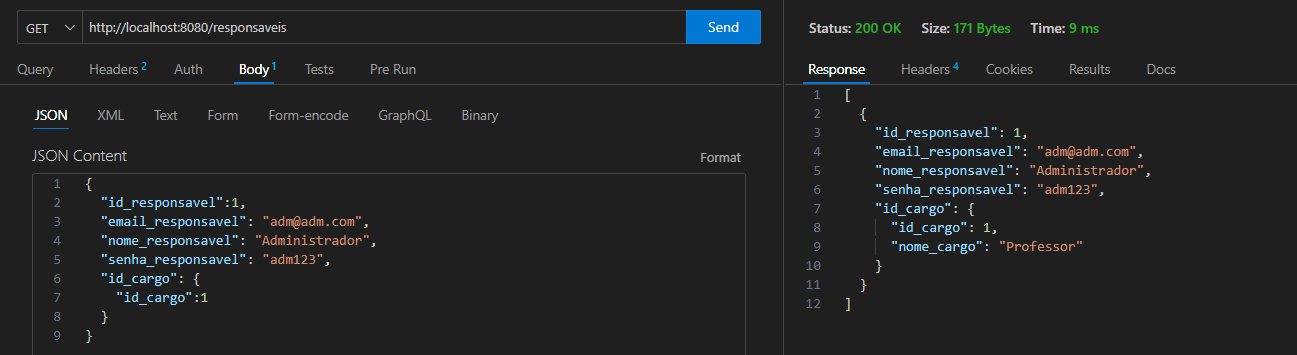 GET http://localhost:8080/responsaveis Send
Query Headers 2 Auth Body 1 Tests Pre Run
JSON XML Text Form Form-encode GraphQL Binary
JSON Content Format
1 {
2 "id_responsavel":1,
3 "email_responsavel": "adm@adm.com",
4 "nome_responsavel": "Administrador",
5 "senha_responsavel": "adm123",
6 "id_cargo": {
7 "id_cargo":1
8 }
9 }
Status: 200 OK Size: 171 Bytes Time: 9 ms
Response Headers 4 Cookies Results Docs
1 [
2 {
3 "id_responsavel": 1,
4 "email_responsavel": "adm@adm.com",
5 "nome_responsavel": "Administrador",
6 "senha_responsavel": "adm123",
7 "id_cargo": {
8 "id_cargo": 1,
9 "nome_cargo": "Professor"
10 }
11 }
12 ]